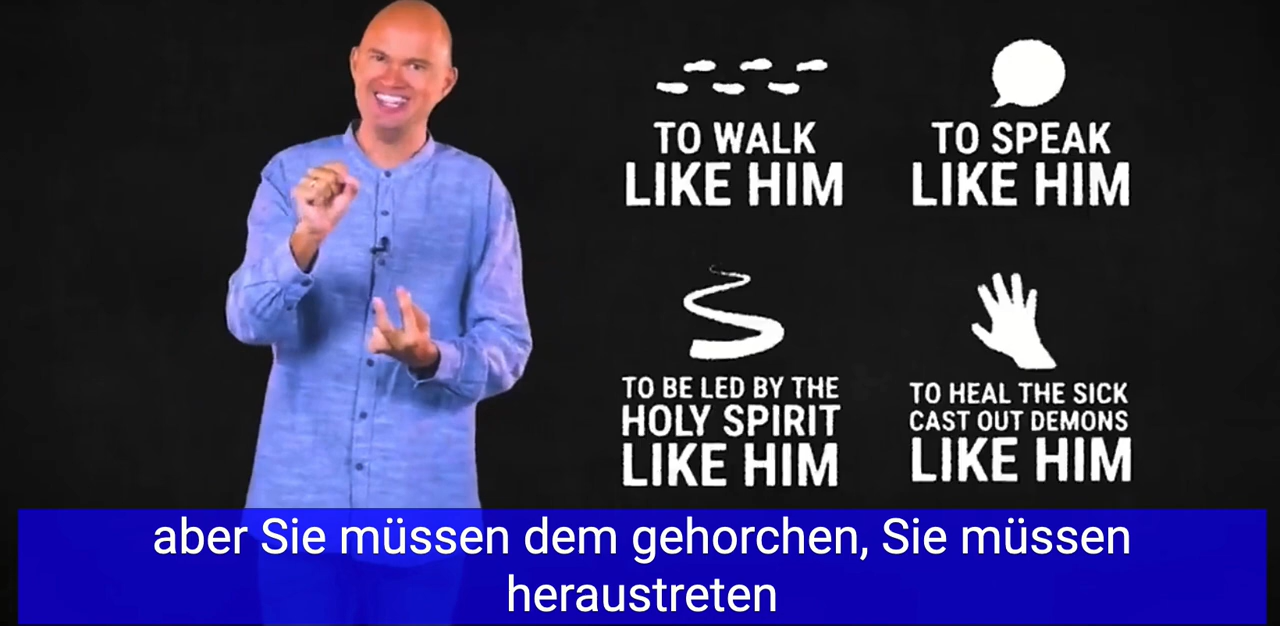 TO WALK
LIKE HIM
TO SPEAK
LIKE HIM
TO BE LED BY THE
HOLY SPIRIT
LIKE HIM
TO HEAL THE SICK
CAST OUT DEMONS
LIKE HIM
aber Sie müssen dem gehorchen, Sie müssen
heraustreten